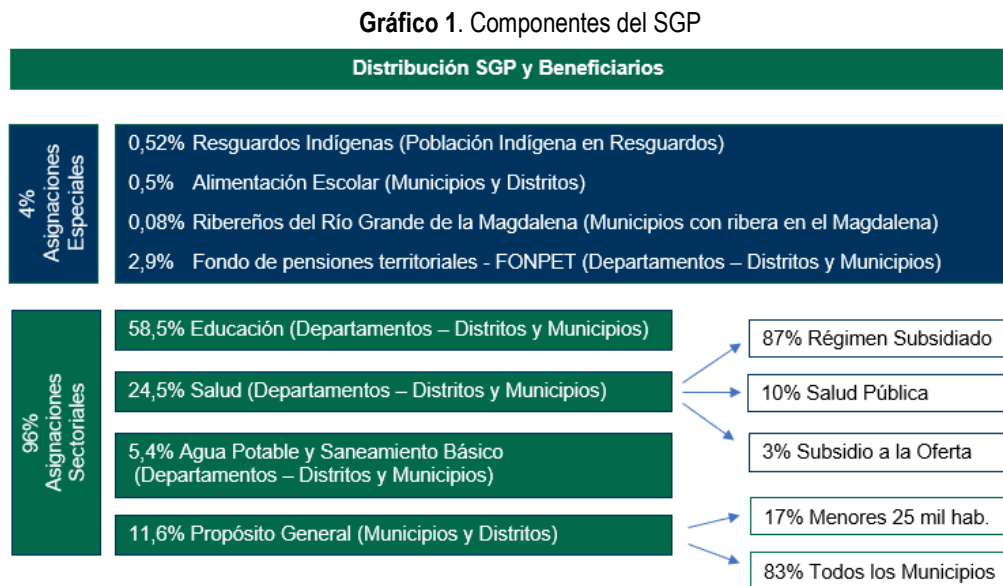 Gráfico 1. Componentes del SGP
Distribución SGP y Beneficiarios
4%
Asignaciones
Especiales
0,52% Resguardos Indígenas (Población Indígena en Resguardos)
0,5% Alimentación Escolar (Municipios y Distritos)
0,08% Ribereños del Río Grande de la Magdalena (Municipios con ribera en el Magdalena)
2,9% Fondo de pensiones territoriales - FONPET (Departamentos – Distritos y Municipios)
96%
Asignaciones
Sectoriales
58,5% Educación (Departamentos – Distritos y Municipios)
24,5% Salud (Departamentos – Distritos y Municipios)
87% Régimen Subsidiado
10% Salud Pública
3% Subsidio a la Oferta
5,4% Agua Potable y Saneamiento Básico
(Departamentos – Distritos y Municipios)
11,6% Propósito General (Municipios y Distritos)
17% Menores 25 mil hab.
83% Todos los Municipios